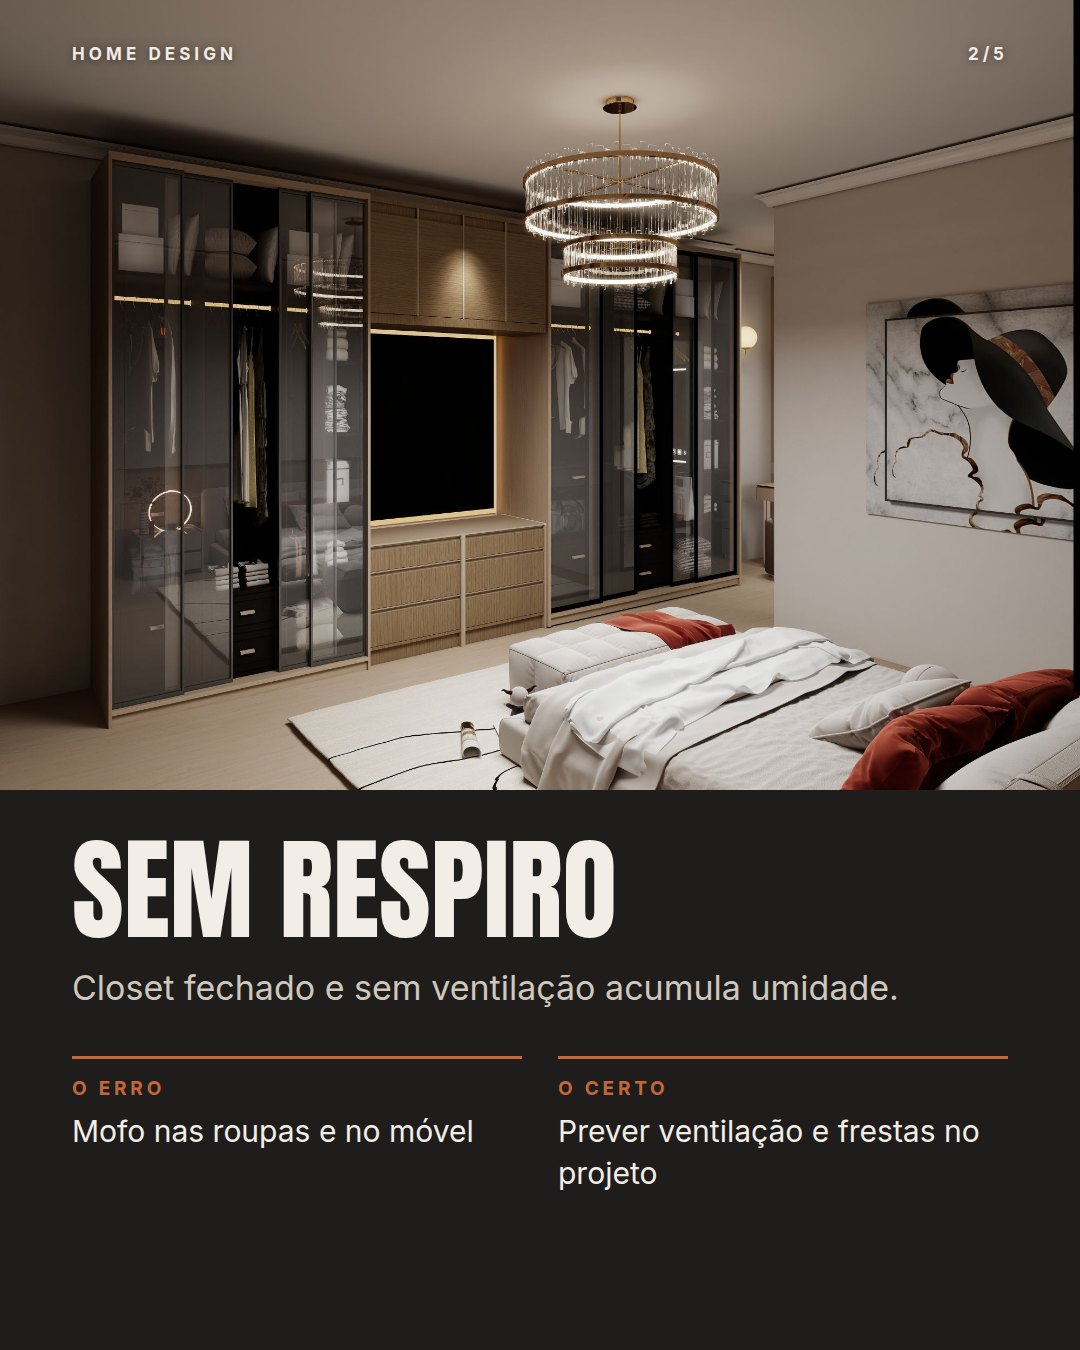 HOME DESIGN
2/5
SEM RESPIRO
Closet fechado e sem ventilação acumula umidade.
O ERRO
Mofo nas roupas e no móvel
O CERTO
Prever ventilação e frestas no
projeto